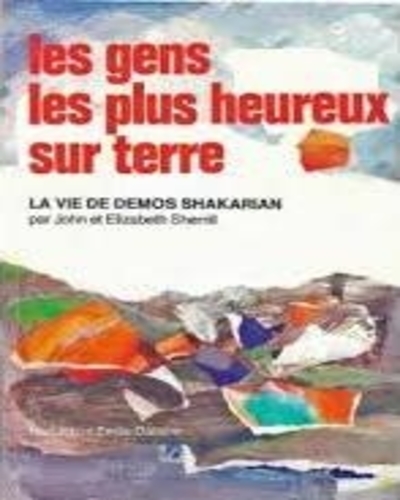 les gens
les plus heureux
sur terre
LA VIE DE DEMOS SHAKARIAN
par John et Elizabeth Sherrill